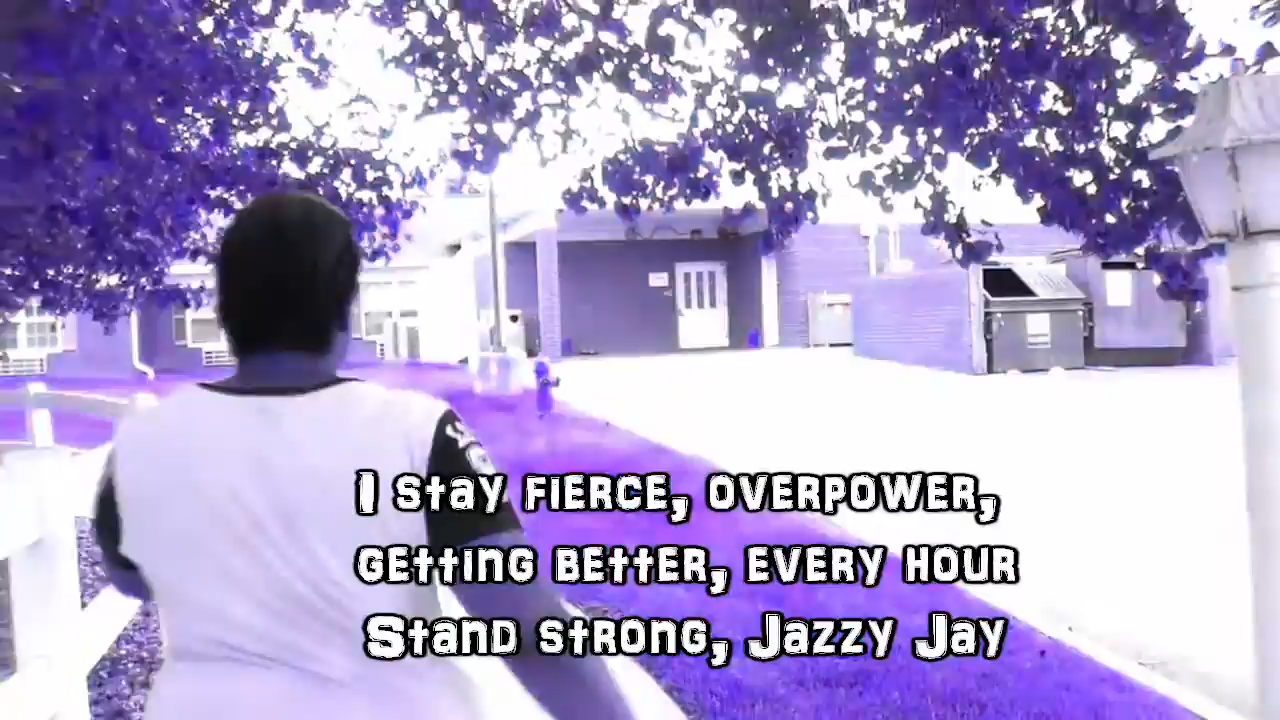 I stay fierce, overpower,
getting better, every hour
Stand strong, Jazzy Jay